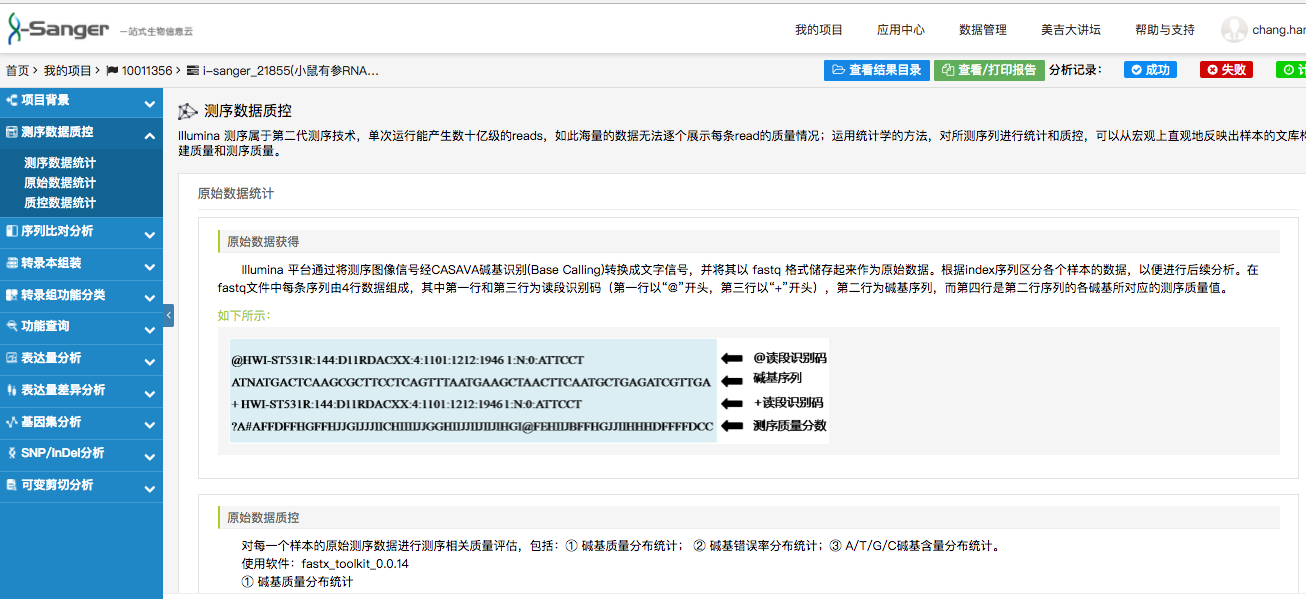 i-Sanger 一站式生物信息云
我的项目 应用中心 数据管理 美吉大讲坛 帮助与支持 chang.har
首页 > 我的项目 > 10011356 > i-sanger_21855(小鼠有参RNA...
查看结果目录 查看/打印报告 分析记录： 成功 失败
项目背景
测序数据质控
测序数据统计
原始数据统计
质控数据统计
序列比对分析
转录本组装
转录组功能分类
功能查询
表达量分析
表达量差异分析
基因集分析
SNP/InDel分析
可变剪切分析
测序数据质控
Illumina 测序属于第二代测序技术，单次运行能产生数十亿级的reads，如此海量的数据无法逐个展示每条read的质量情况；运用统计学的方法，对所测序列进行统计和质控，可以从宏观上直观地反映出样本的文库构
建质量和测序质量。
原始数据统计
原始数据获得
Illumina 平台通过将测序图像信号经CASAVA碱基识别(Base Calling)转换成文字信号，并将其以 fastq 格式储存起来作为原始数据。根据index序列区分各个样本的数据，以便进行后续分析。在
fastq文件中每条序列由4行数据组成，其中第一行和第三行为读段识别码（第一行以“@”开头，第三行以“+”开头），第二行为碱基序列，而第四行是第二行序列的各碱基所对应的测序质量值。
如下所示：
@HWI-ST531R:144:D11RDACXX:4:1101:1212:1946 1:N:0:ATTCCT @读段识别码
ATNATGACTCAAGCGCTTCCTCAGTTTAATGAAGCTAACTTCAATGCTGAGATCGTTGA 碱基序列
+HWI-ST531R:144:D11RDACXX:4:1101:1212:1946 1:N:0:ATTCCT +读段识别码
?A#AFFDFFHGFFHJJGIJJJIICHIIIIJJGGHIIJJIJIJIJIHGI@FEHIIJBFFHGJJIIHHHDFFFFDCC 测序质量分数
原始数据质控
对每一个样本的原始测序数据进行测序相关质量评估，包括：① 碱基质量分布统计； ② 碱基错误率分布统计；③ A/T/G/C碱基含量分布统计。
使用软件：fastx_toolkit_0.0.14
① 碱基质量分布统计